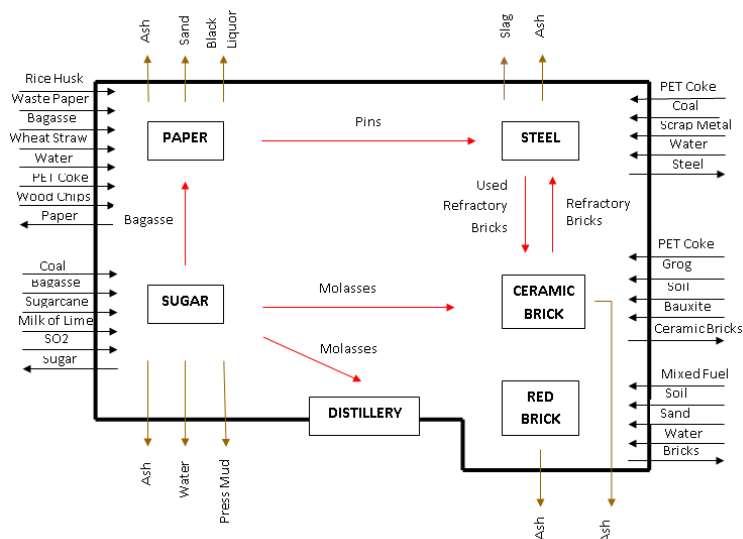 Ash
Sand
Black
Liquor
Slag
Ash
Rice Husk
Waste Paper
Bagasse
Wheat Straw
Water
PET Coke
Wood Chips
Paper
PAPER
Pins
STEEL
PET Coke
Coal
Scrap Metal
Water
Steel
Bagasse
Used
Refractory
Bricks
Refractory
Bricks
Coal
Bagasse
Sugarcane
Milk of Lime
SO2
Sugar
SUGAR
Molasses
Molasses
CERAMIC
BRICK
PET Coke
Grog
Soil
Bauxite
Ceramic Bricks
DISTILLERY
RED
BRICK
Mixed Fuel
Soil
Sand
Water
Bricks
Ash
Water
Press Mud
Ash
Ash